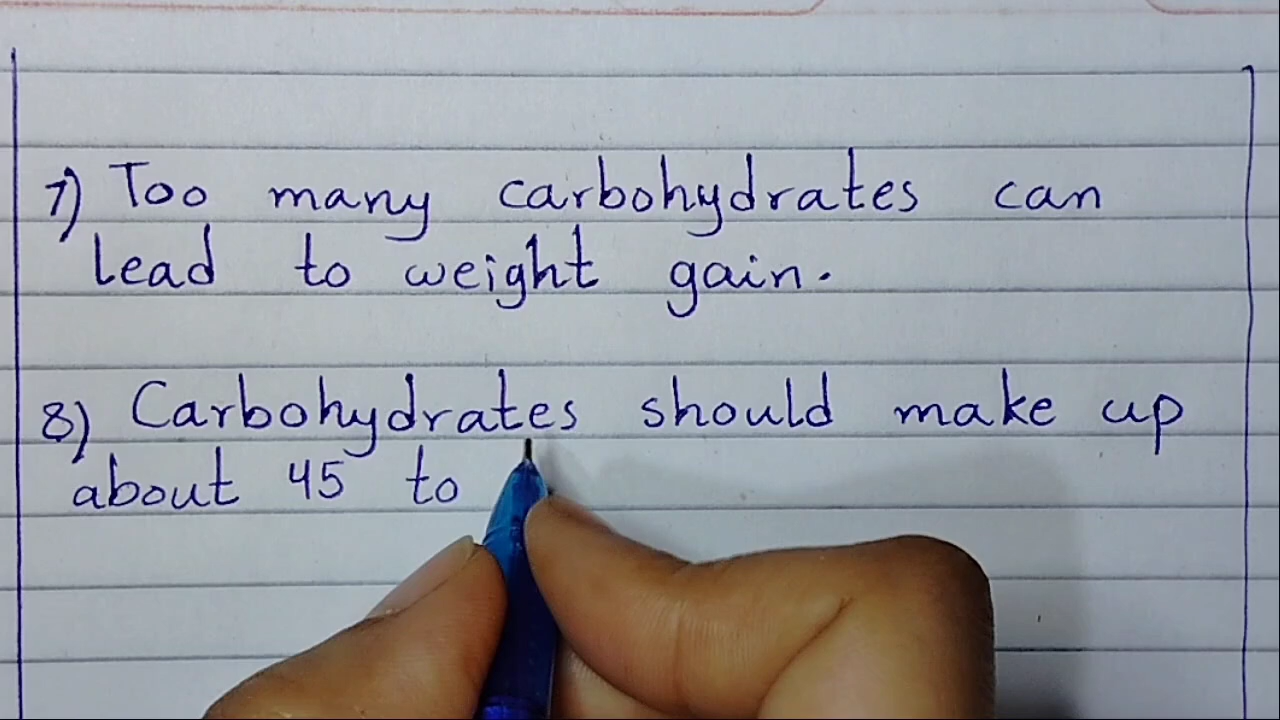 7) Too many carbohydrates can
lead to weight gain.
8) Carbohydrates should make up
about 45 to